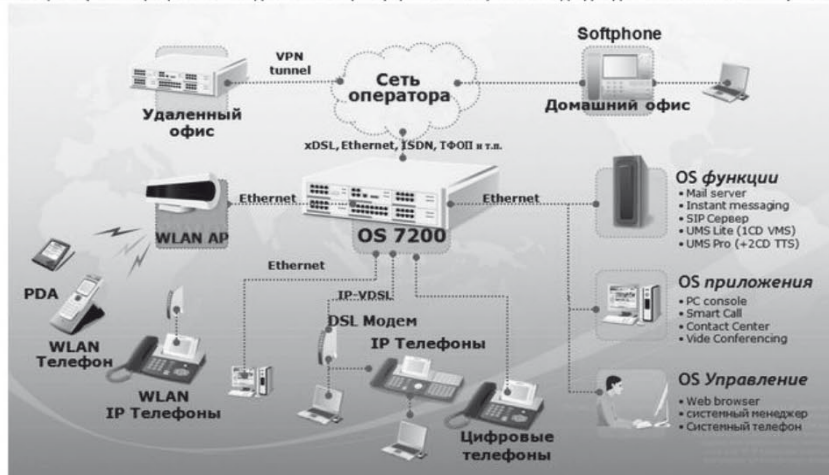 Softphone
VPN
tunnel
Сеть
оператора
Удаленный
офис
Домашний офис
xDSL, Ethernet, ISDN, ТФОП и т.п.
Ethernet
Ethernet
WLAN AP
OS 7200
OS функции
• Mail server
• Instant messaging
• SIP Сервер
• UMS Lite (1CD VMS)
• UMS Pro (+2CD TTS)
Ethernet
PDA
IP-VDSL
DSL Модем
IP Телефоны
WLAN
Телефон
WLAN
IP Телефоны
Цифровые
телефоны
OS приложения
• PC console
• Smart Call
• Contact Center
• Vide Conferencing
OS Управление
• Web browser
• системный менеджер
• Системный телефон